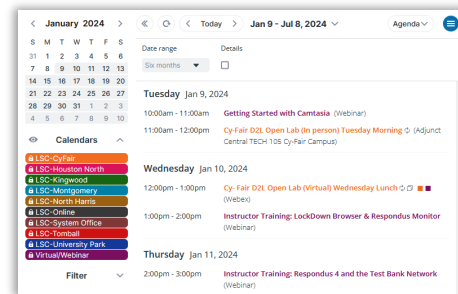 January 2024
S M T W T F S
31 1 2 3 4 5 6
7 8 9 10 11 12 13
14 15 16 17 18 19 20
21 22 23 24 25 26 27
28 29 30 31 1 2 3
4 5 6 7 8 9 10
Calendars
LSC-CyFair
LSC-Houston North
LSC-Kingwood
LSC-Montgomery
LSC-North Harris
LSC-Online
LSC-System Office
LSC-Tomball
LSC-University Park
Virtual/Webinar
Filter
Today Jan 9 - Jul 8, 2024 Agenda
Date range Details
Six months
Tuesday Jan 9, 2024
10:00am - 11:00am Getting Started with Camtasia (Webinar)
11:00am - 12:00pm Cy-Fair D2L Open Lab (In person) Tuesday Morning (Adjunct
Central TECH 105 Cy-Fair Campus)
Wednesday Jan 10, 2024
12:00pm - 1:00pm Cy- Fair D2L Open Lab (Virtual) Wednesday Lunch
(Webex)
1:00pm - 2:00pm Instructor Training: LockDown Browser & Respondus Monitor
(Webinar)
Thursday Jan 11, 2024
2:00pm - 3:00pm Instructor Training: Respondus 4 and the Test Bank Network
(Webinar)